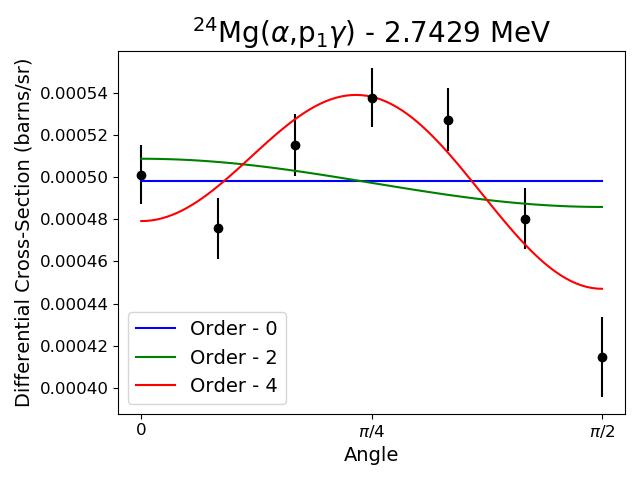 ²⁴Mg(α,p₁γ) - 2.7429 MeV
Differential Cross-Section (barns/sr)
0.00054
0.00052
0.00050
0.00048
0.00046
0.00044
0.00042
0.00040
Order - 0
Order - 2
Order - 4
0
π/4
π/2
Angle